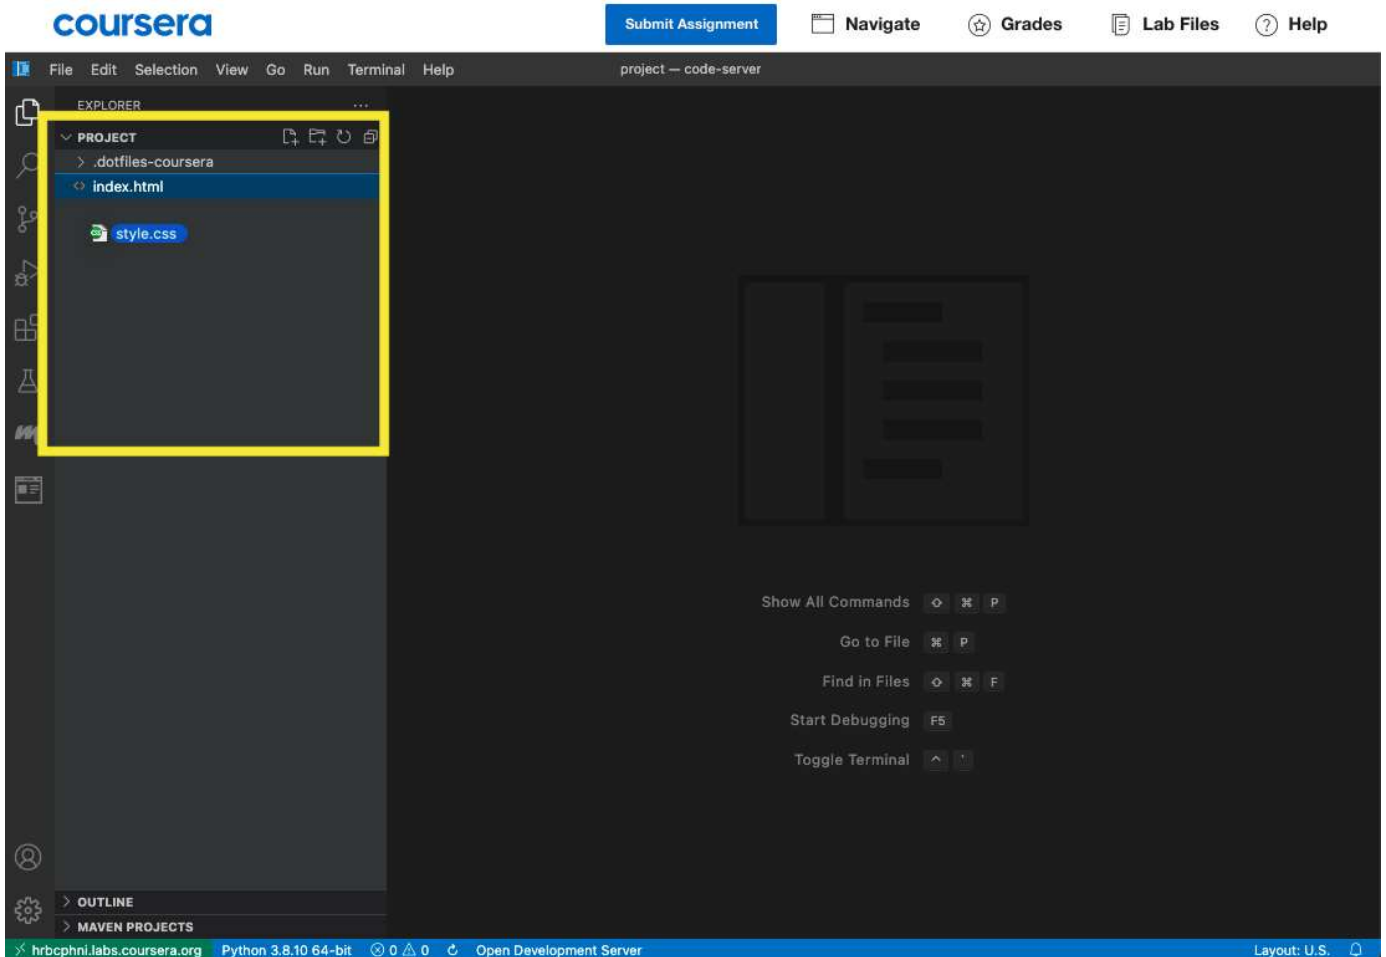 coursera
Submit Assignment
Navigate
Grades
Lab Files
Help
File Edit Selection View Go Run Terminal Help
project — code-server
EXPLORER
PROJECT
.dotfiles-coursera
index.html
style.css
Show All Commands ⇧ ⌘ P
Go to File ⌘ P
Find in Files ⇧ ⌘ F
Start Debugging F5
Toggle Terminal ^ `
OUTLINE
MAVEN PROJECTS
hrbcphni.labs.coursera.org Python 3.8.10 64-bit 0 0 Open Development Server Layout: U.S.